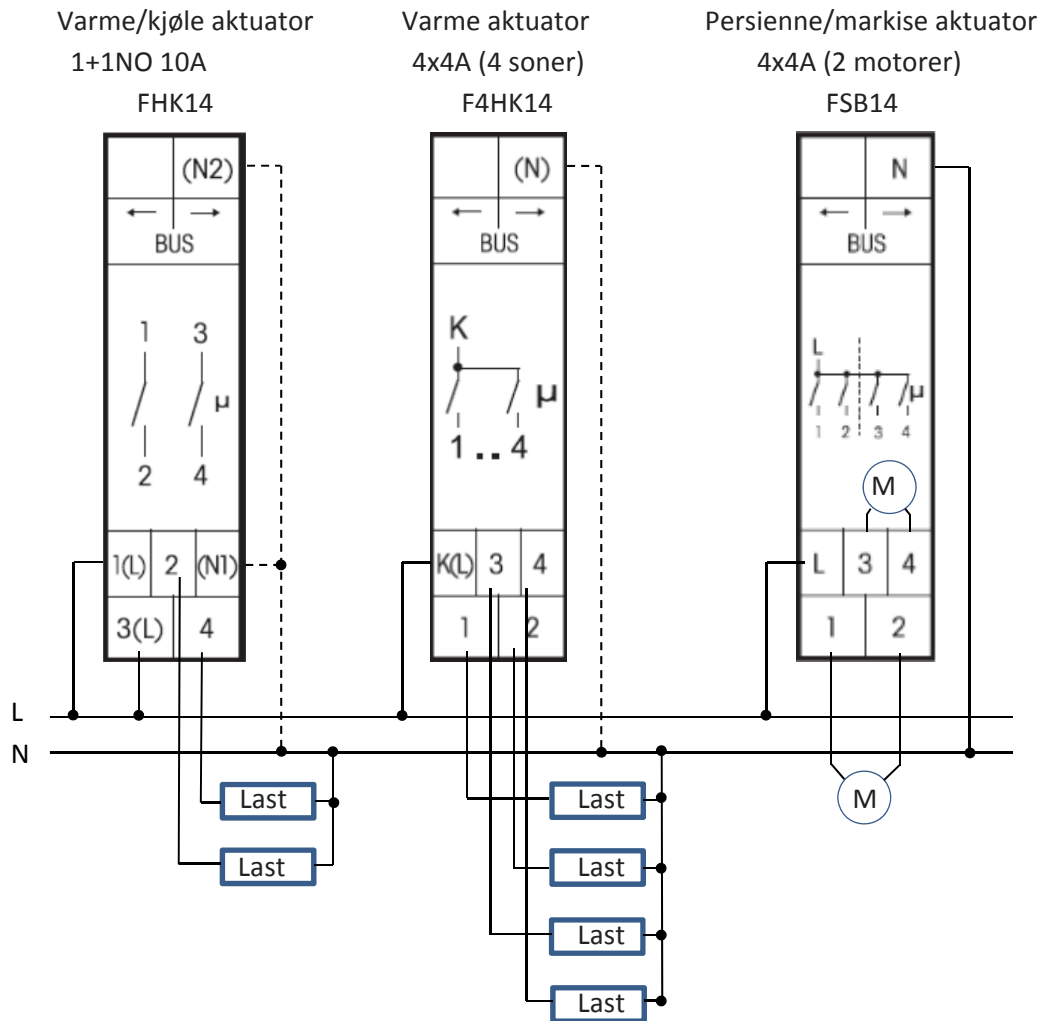 Varme/kjøle aktuator
1+1NO 10A
FHK14
Varme aktuator
4x4A (4 soner)
F4HK14
Persienne/markise aktuator
4x4A (2 motorer)
FSB14
(N2)
BUS
1 3
µ
2 4
1(L) 2 (N1)
3(L) 4
(N)
BUS
K
µ
1 .. 4
K(L) 3 4
1 2
N
BUS
L
µ
1 2 3 4
M
L 3 4
1 2
L
N
Last
Last
Last
Last
Last
Last
M